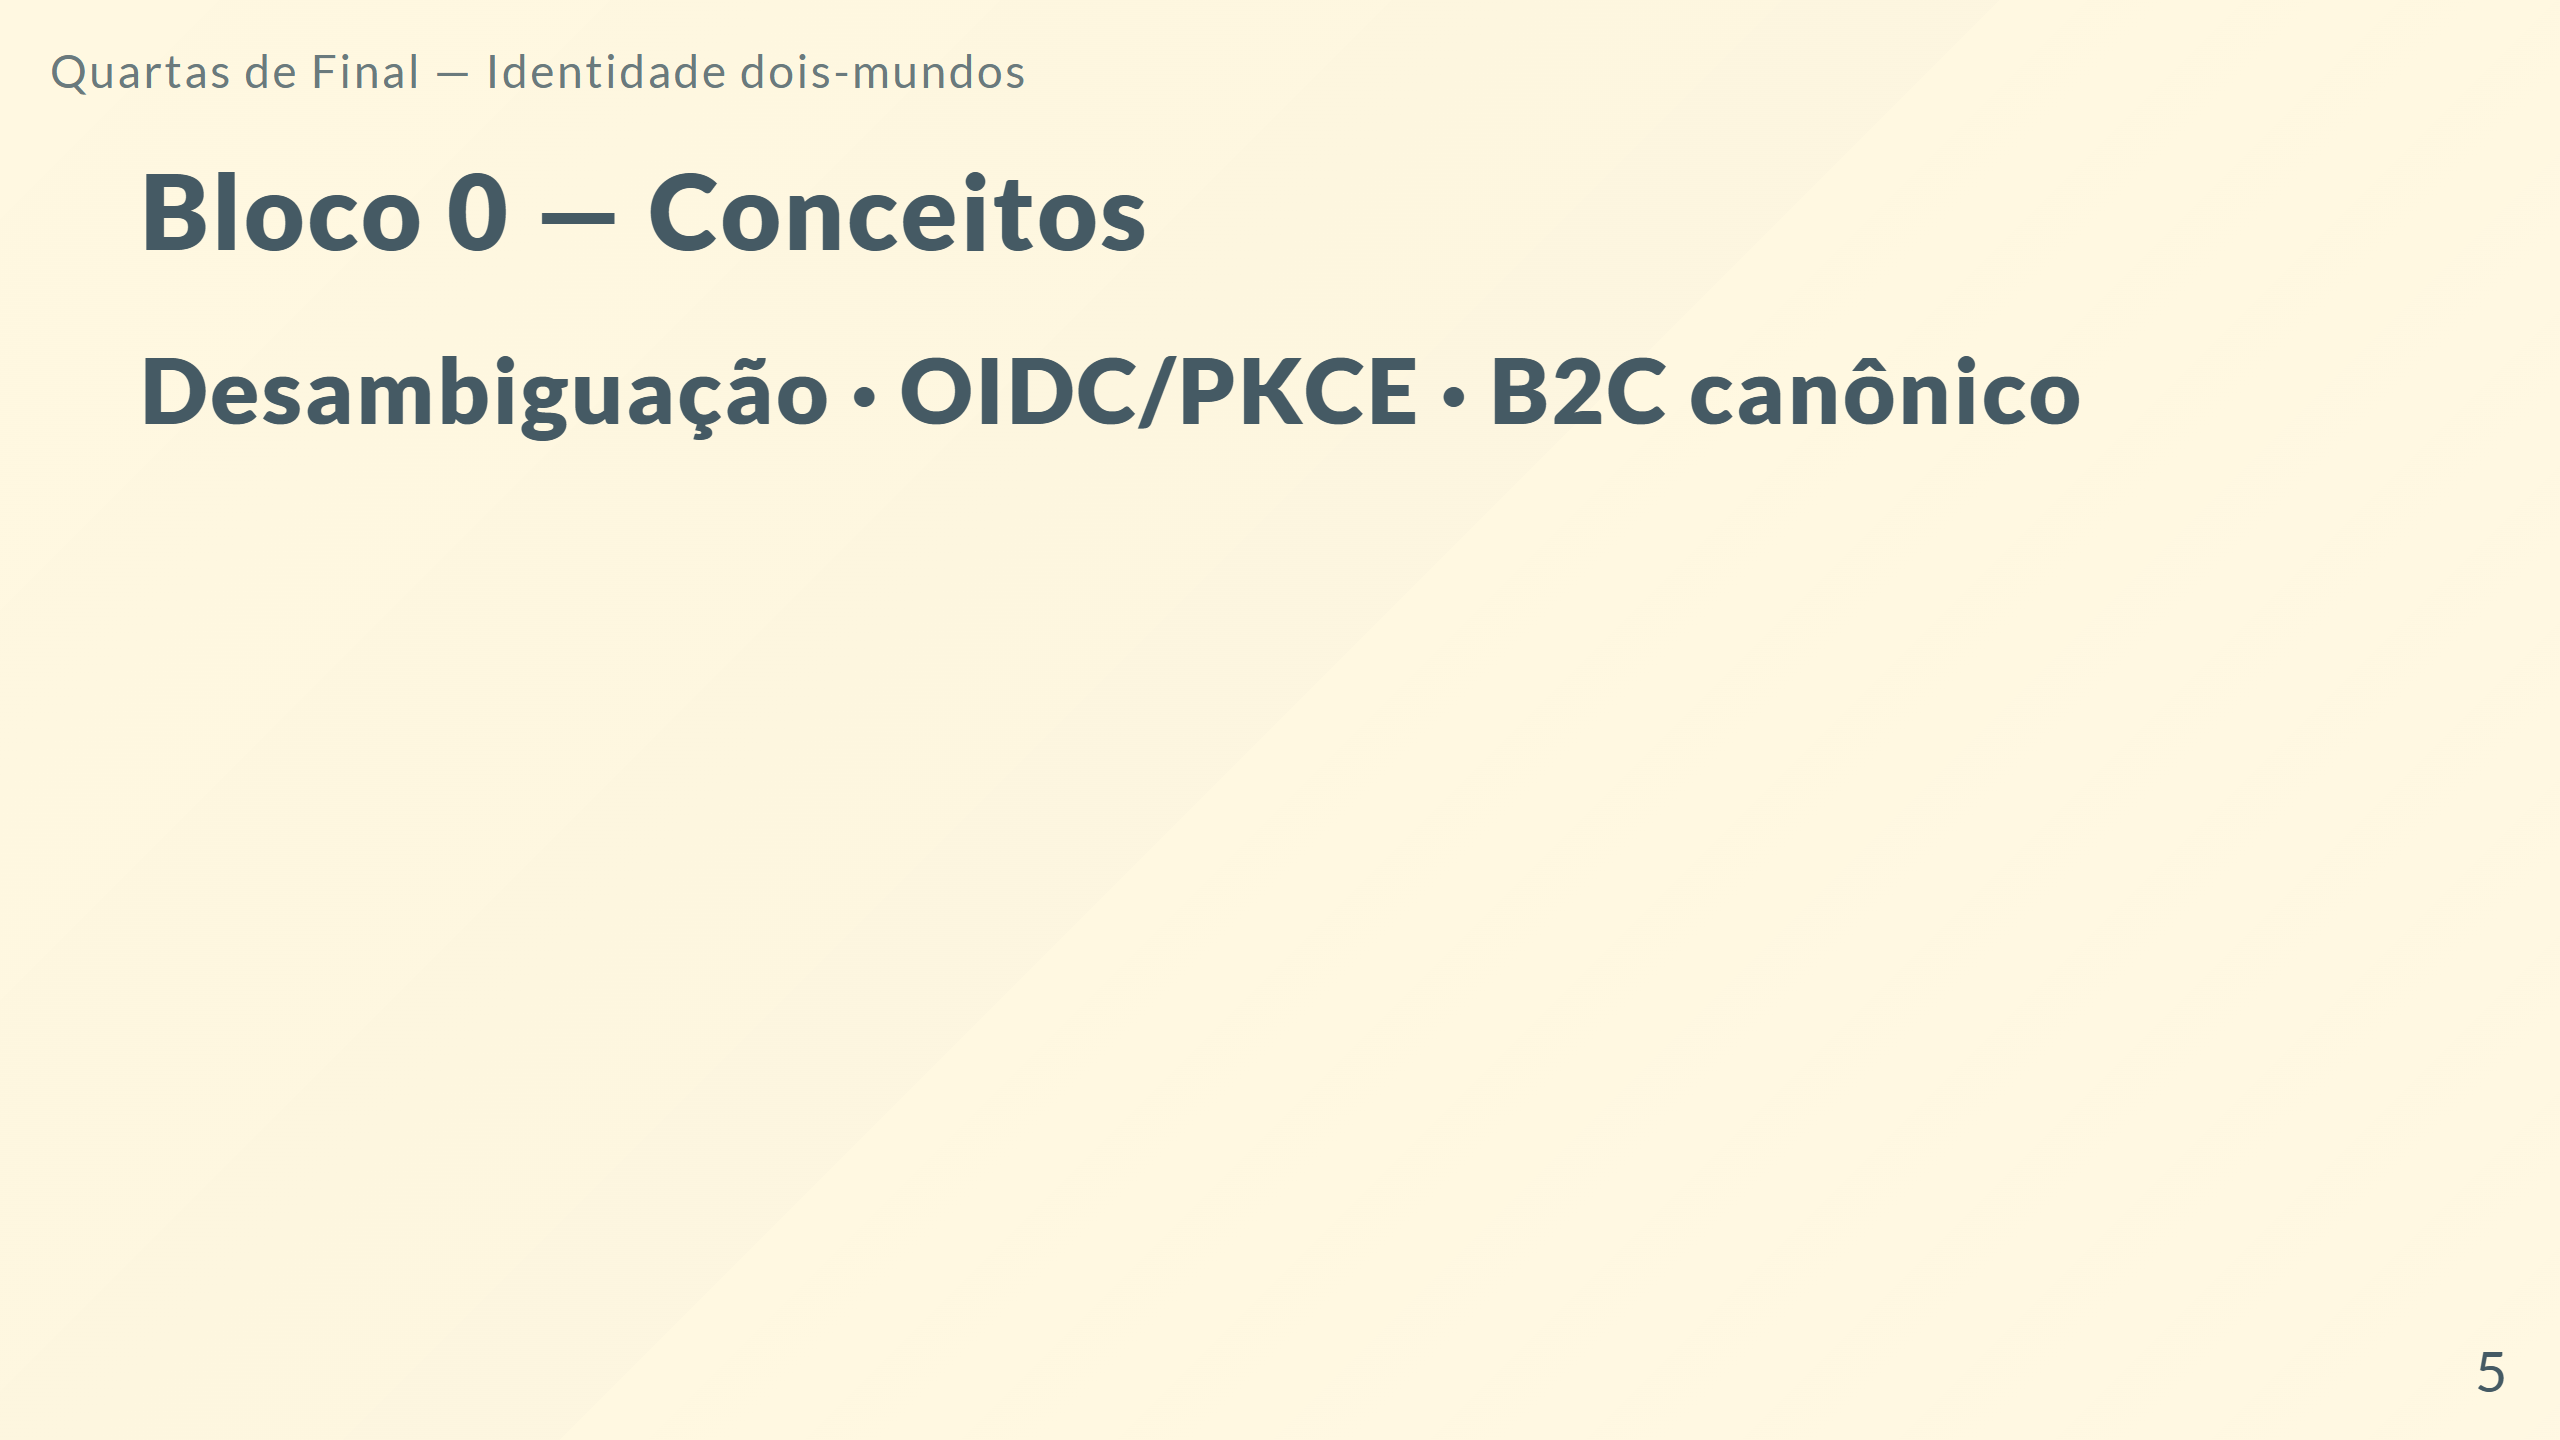 Quartas de Final — Identidade dois-mundos
Bloco 0 — Conceitos
Desambiguação · OIDC/PKCE · B2C canônico
5